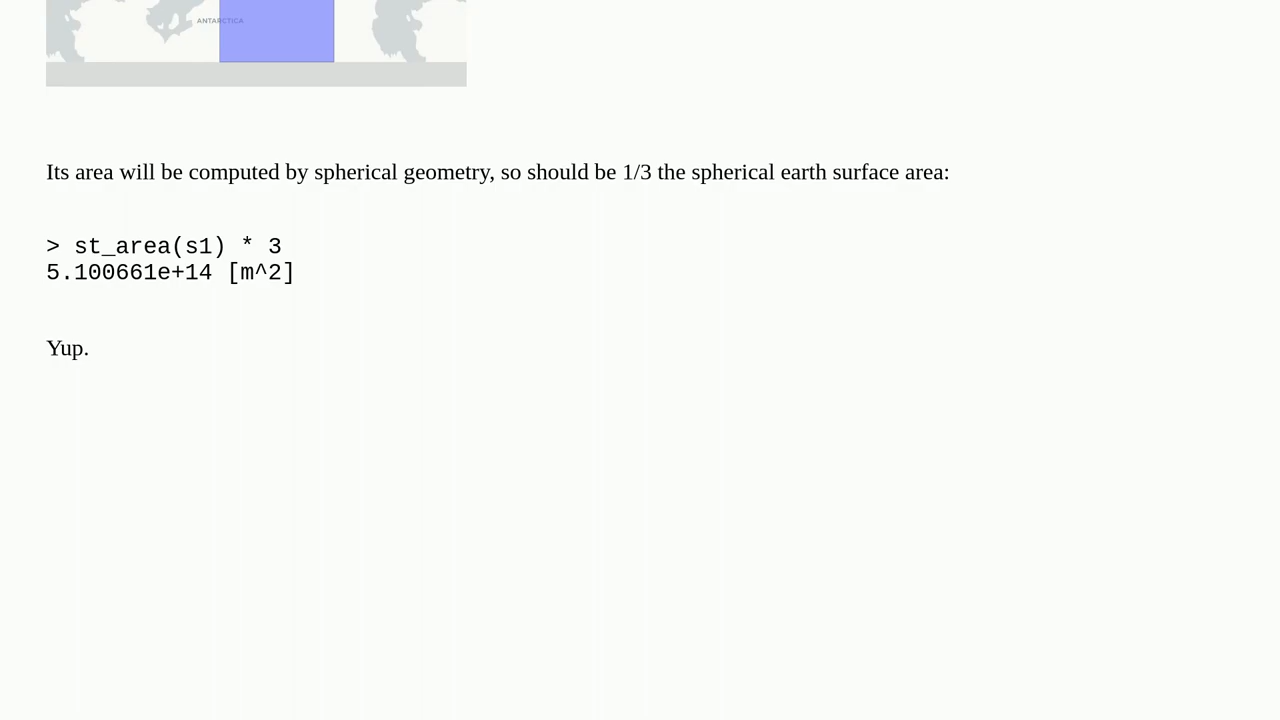 ANTARCTICA
Its area will be computed by spherical geometry, so should be 1/3 the spherical earth surface area:
> st_area(s1) * 3
5.100661e+14 [m^2]
Yup.